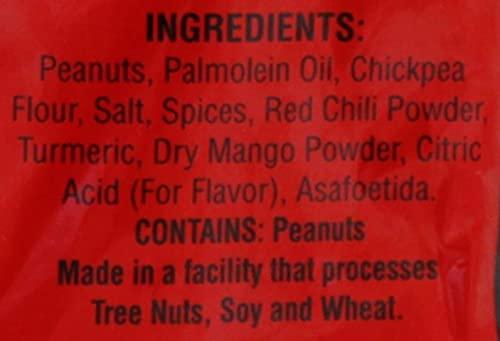 INGREDIENTS:
Peanuts, Palmolein Oil, Chickpea
Flour, Salt, Spices, Red Chili Powder,
Turmeric, Dry Mango Powder, Citric
Acid (For Flavor), Asafoetida.
CONTAINS: Peanuts
Made in a facility that processes
Tree Nuts, Soy and Wheat.